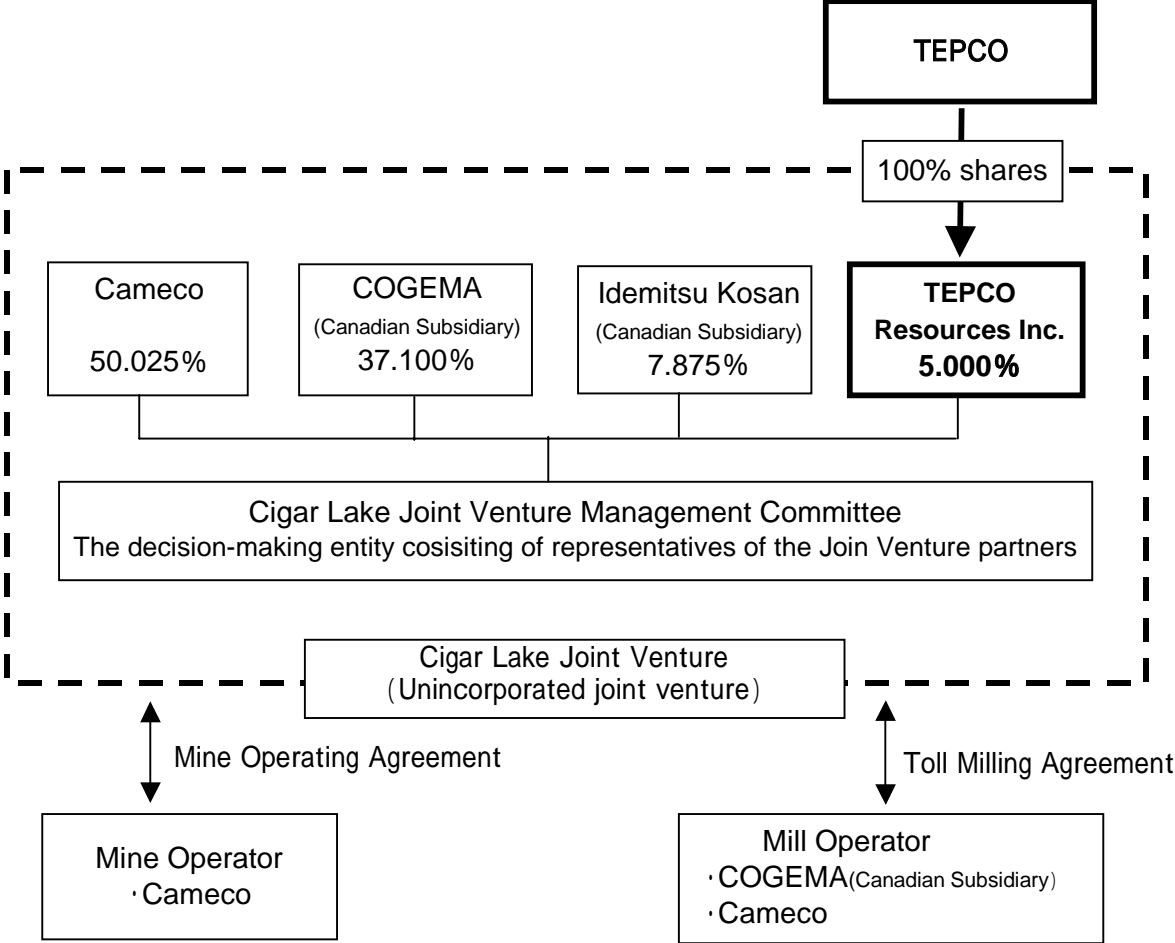 TEPCO
100% shares
Cameco
50.025%
COGEMA
(Canadian Subsidiary)
37.100%
Idemitsu Kosan
(Canadian Subsidiary)
7.875%
TEPCO
Resources Inc.
5.000%
Cigar Lake Joint Venture Management Committee
The decision-making entity cosisiting of representatives of the Join Venture partners
Cigar Lake Joint Venture
(Unincorporated joint venture)
Mine Operating Agreement
Toll Milling Agreement
Mine Operator
・Cameco
Mill Operator
・COGEMA(Canadian Subsidiary)
・Cameco